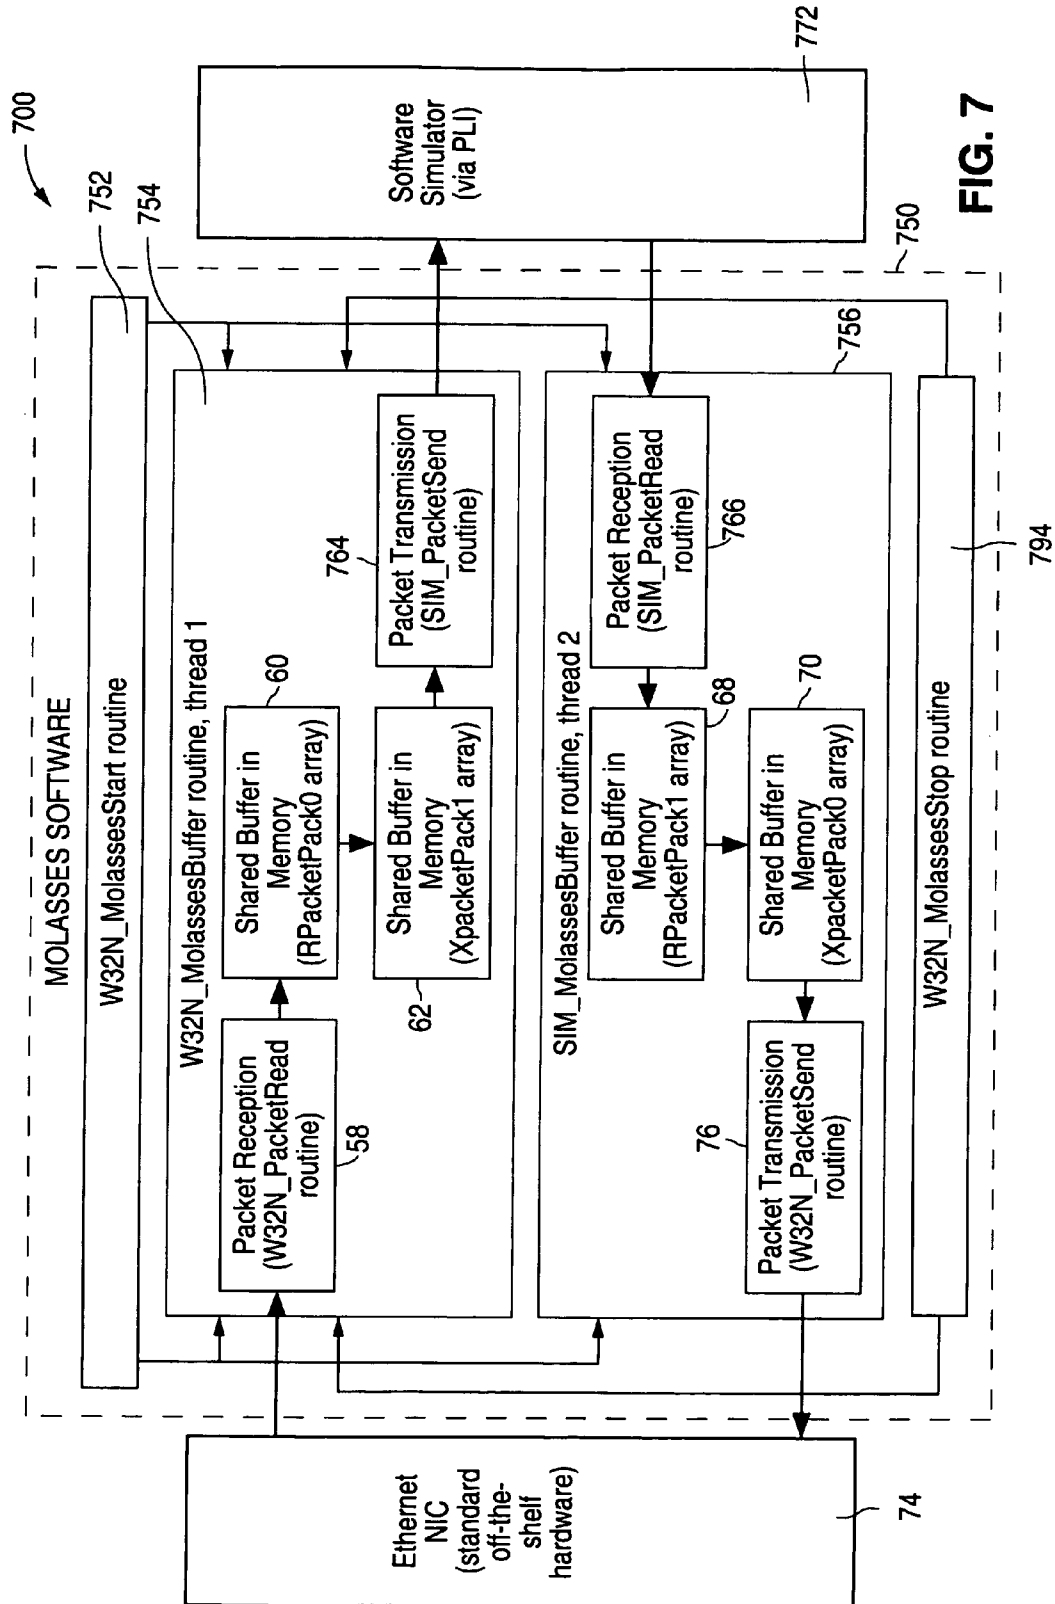 700
MOLASSES SOFTWARE
752
W32N_MolassesStart routine
754
W32N_MolassesBuffer routine, thread 1
Packet Reception
(W32N_PacketRead
routine)
58
60
Shared Buffer in
Memory
(RPacketPack0 array)
62
Shared Buffer in
Memory
(XpacketPack1 array)
764
Packet Transmission
(SIM_PacketSend
routine)
Ethernet
NIC
(standard
off-the-
shelf
hardware)
74
Software
Simulator
(via PLI)
772
750
SIM_MolassesBuffer routine, thread 2
756
Packet Reception
(SIM_PacketRead
routine)
766
Shared Buffer in
Memory
(RPacketPack1 array)
68
70
Shared Buffer in
Memory
(XpacketPack0 array)
76
Packet Transmission
(W32N_PacketSend
routine)
W32N_MolassesStop routine
794
FIG. 7